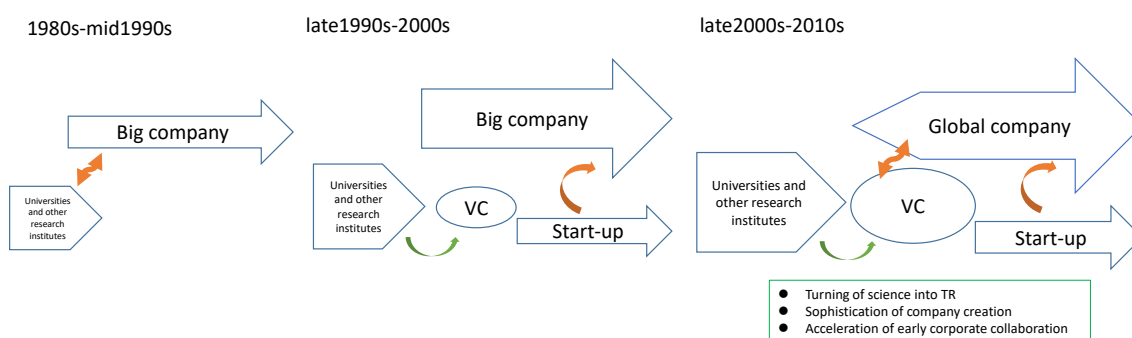 1980s-mid1990s
Big company
Universities
and other
research
institutes
late1990s-2000s
Big company
Universities
and other
research
institutes
VC
Start-up
late2000s-2010s
Global company
Universities and
other research
institutes
VC
Start-up
● Turning of science into TR
● Sophistication of company creation
● Acceleration of early corporate collaboration